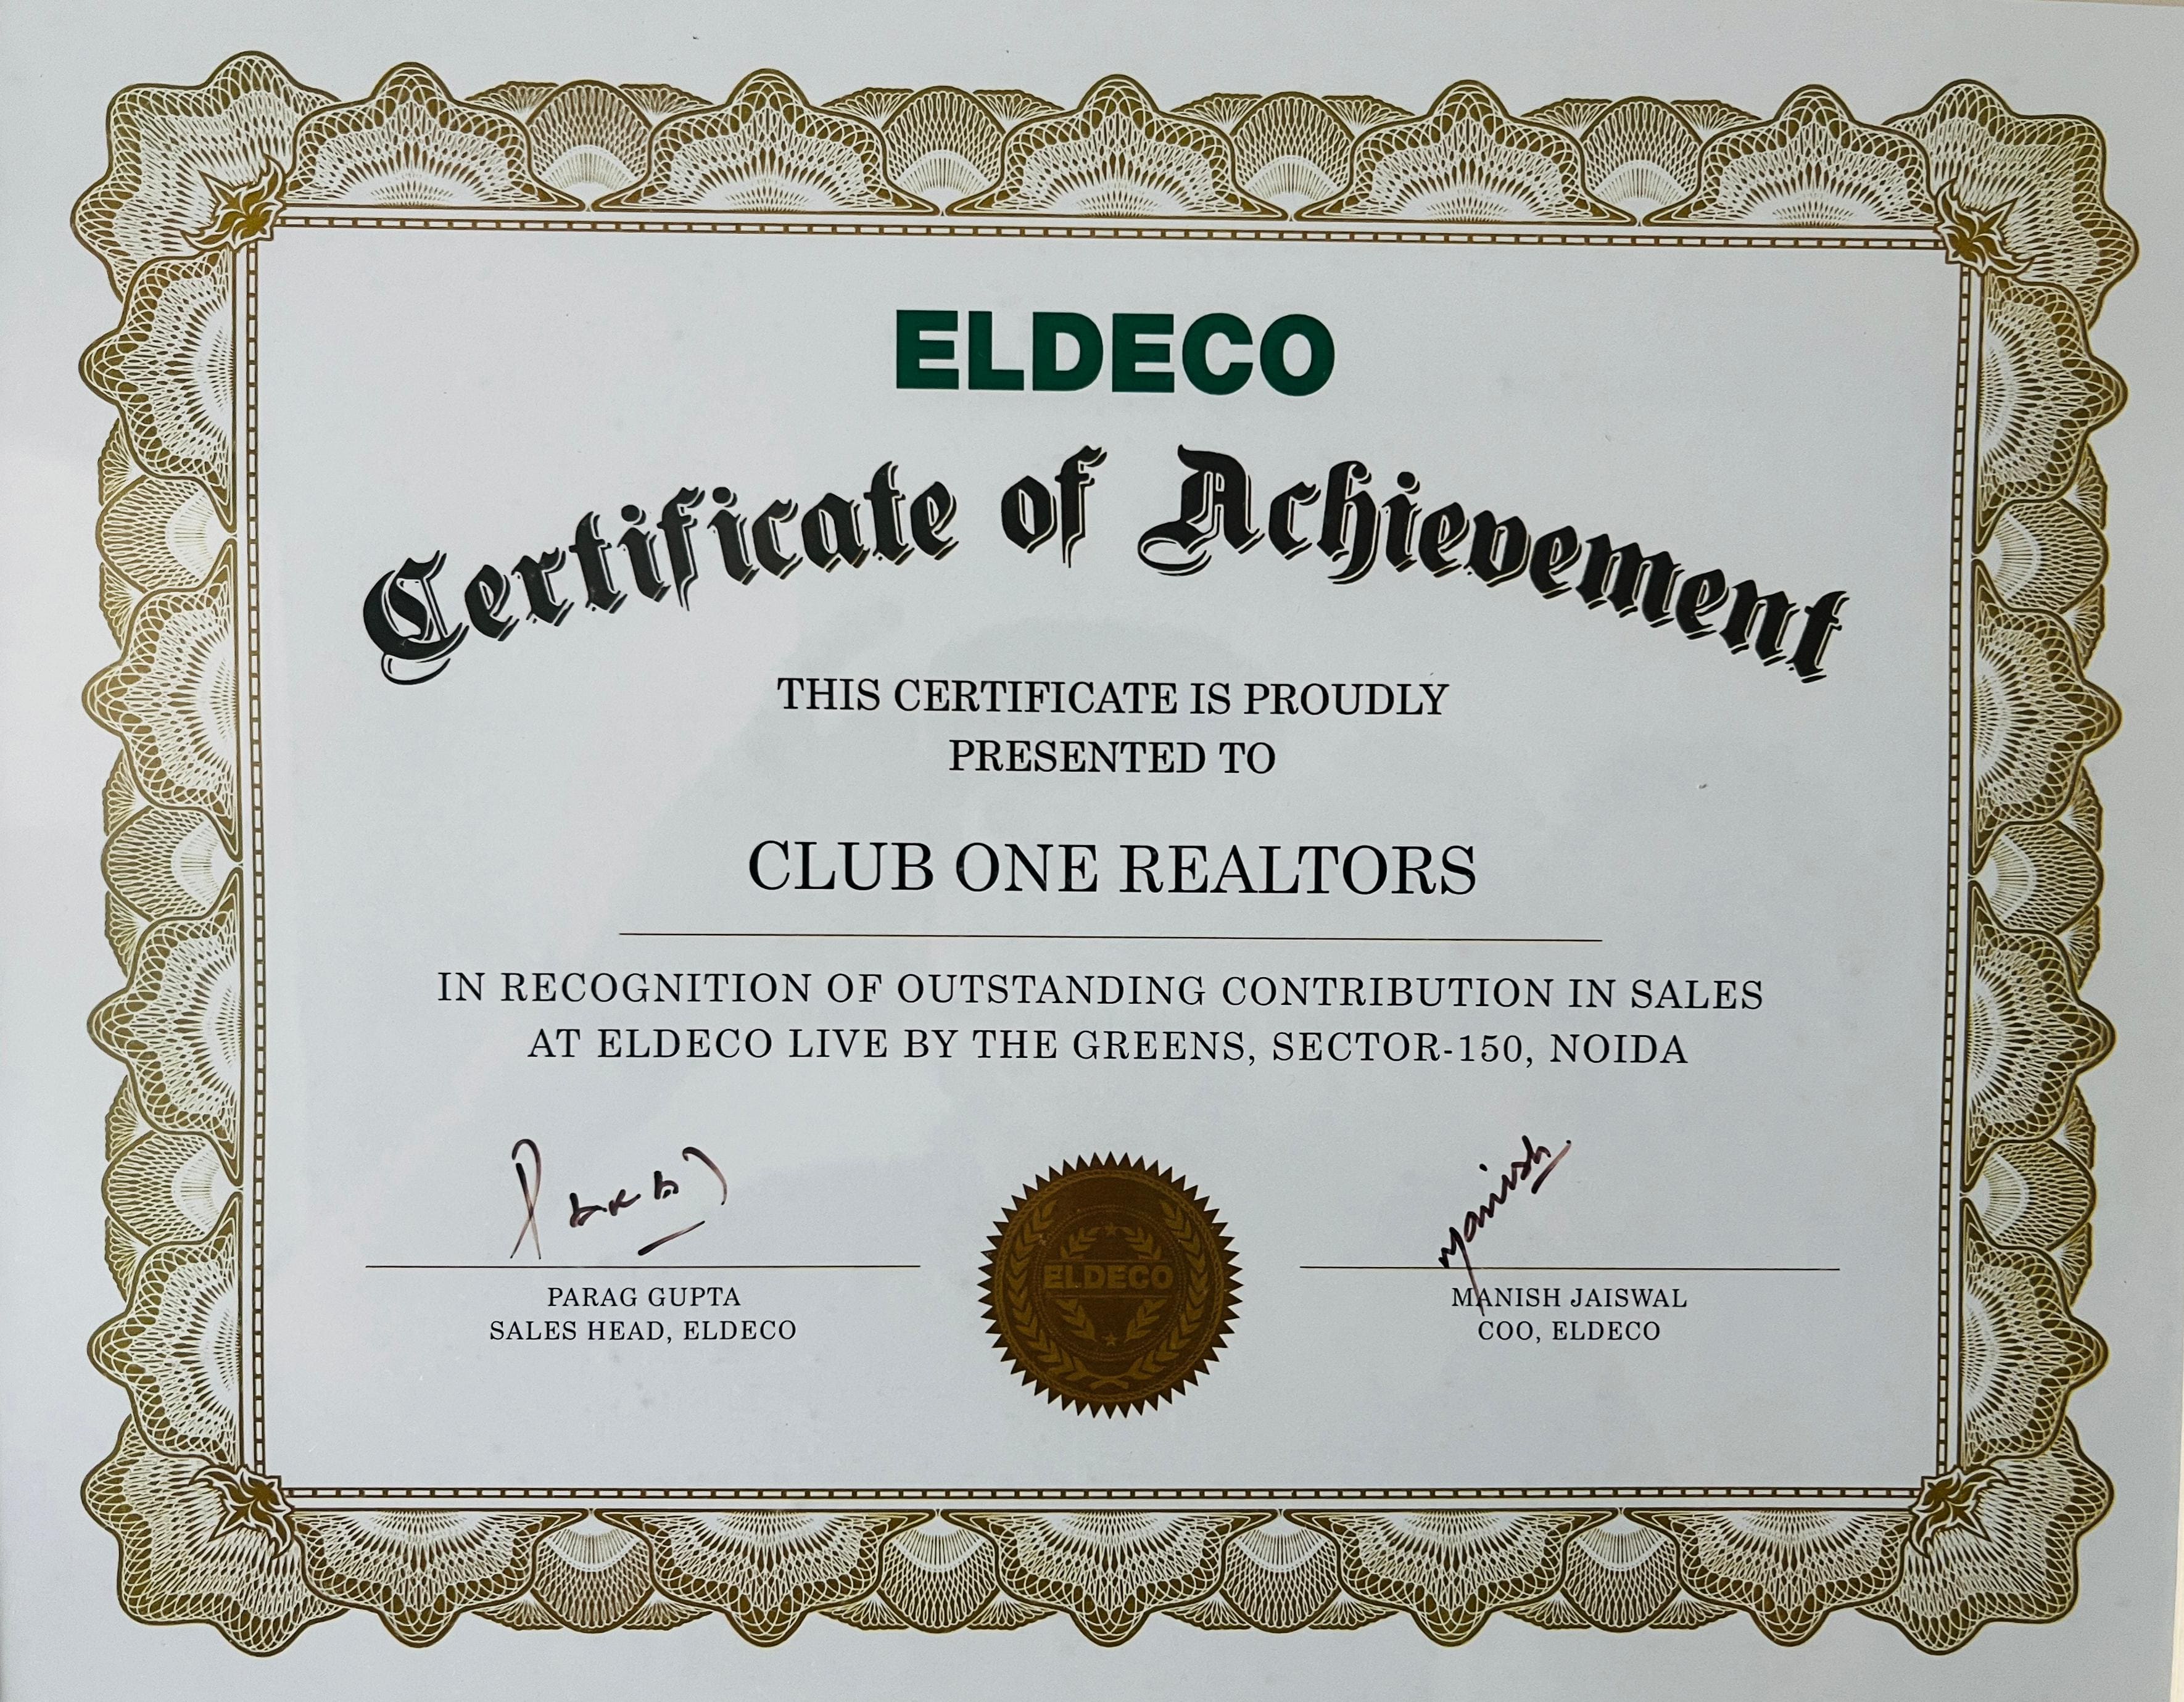 ELDECO
Certificate of Achievement
THIS CERTIFICATE IS PROUDLY
PRESENTED TO
CLUB ONE REALTORS
IN RECOGNITION OF OUTSTANDING CONTRIBUTION IN SALES
AT ELDECO LIVE BY THE GREENS, SECTOR-150, NOIDA
Manish
ELDECO
PARAG GUPTA
SALES HEAD, ELDECO
MANISH JAISWAL
COO, ELDECO